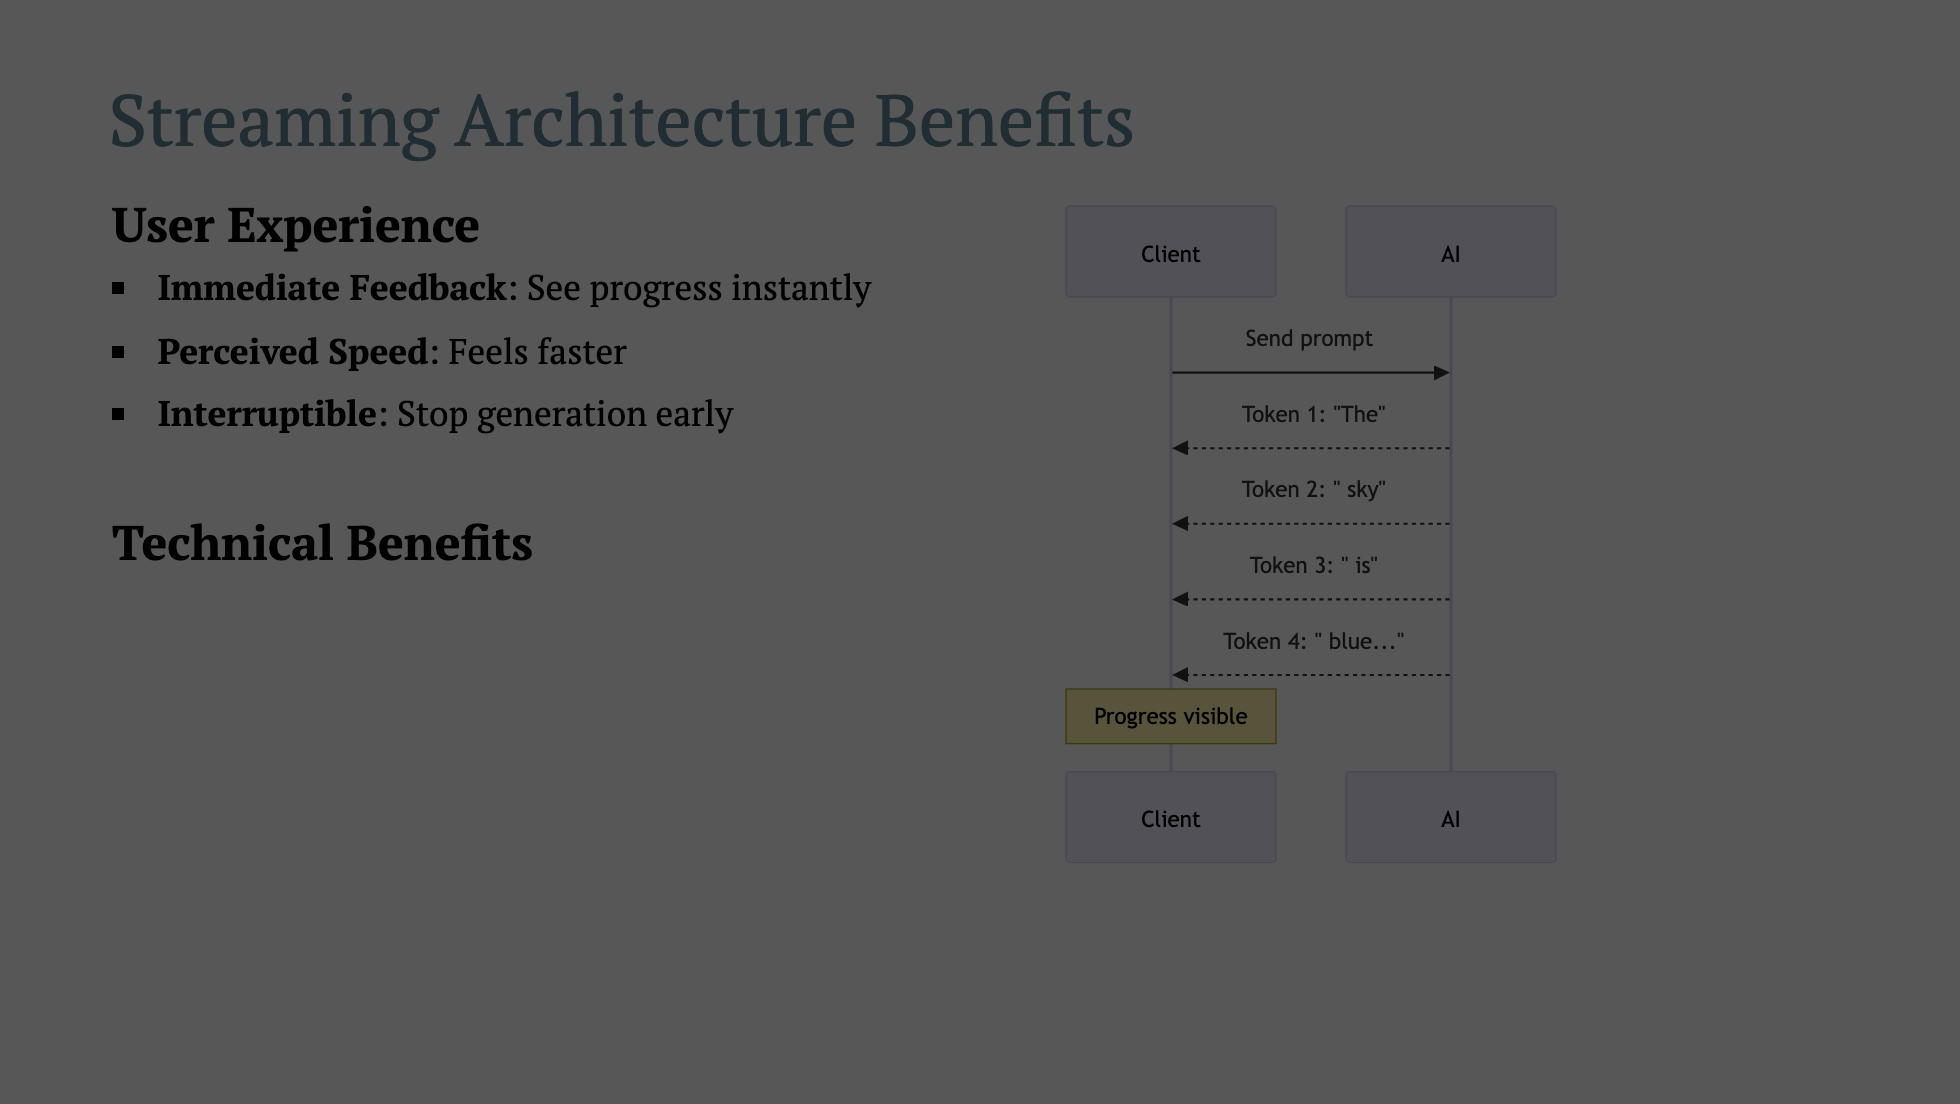 Streaming Architecture Benefits
User Experience
▪ Immediate Feedback: See progress instantly
▪ Perceived Speed: Feels faster
▪ Interruptible: Stop generation early
Technical Benefits
Client
AI
Send prompt
Token 1: "The"
Token 2: " sky"
Token 3: " is"
Token 4: " blue..."
Progress visible
Client
AI